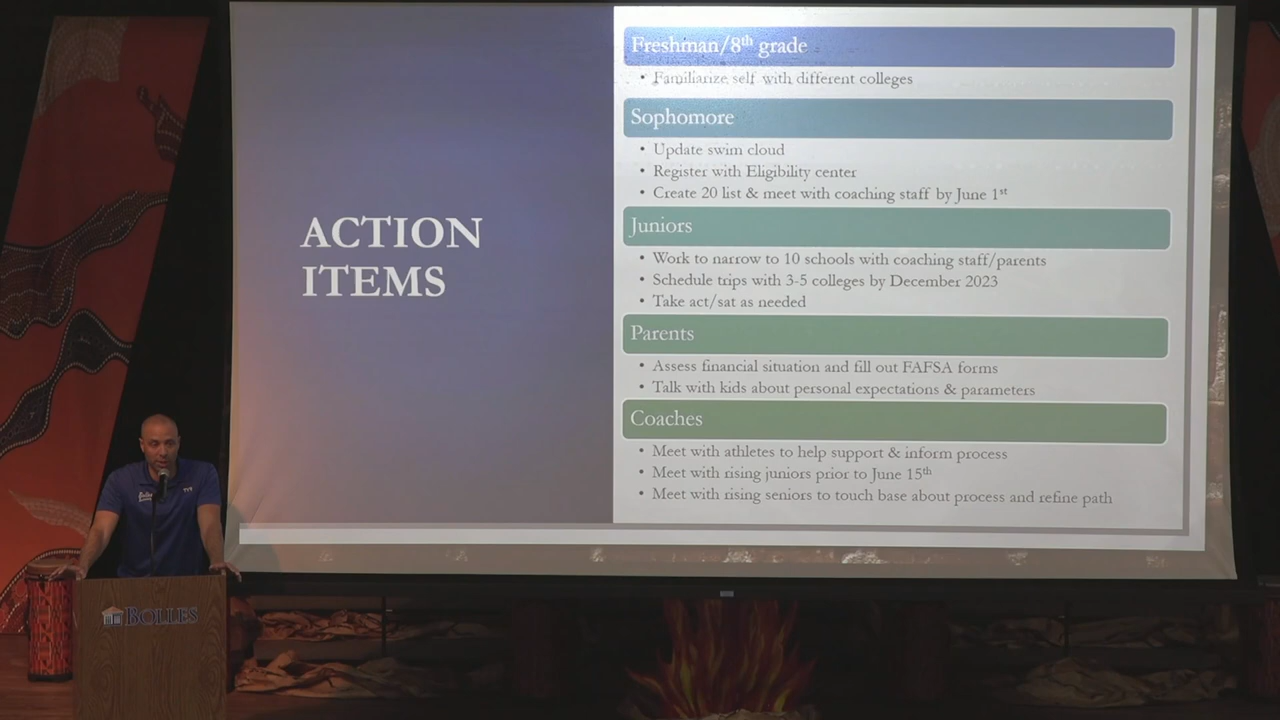 Freshman/8th grade
• Familiarize self with different colleges
Sophomore
• Update swim cloud
• Register with Eligibility center
• Create 20 list & meet with coaching staff by June 1st
ACTION
ITEMS
Juniors
• Work to narrow to 10 schools with coaching staff/parents
• Schedule trips with 3-5 colleges by December 2023
• Take act/sat as needed
Parents
• Assess financial situation and fill out FAFSA forms
• Talk with kids about personal expectations & parameters
Coaches
• Meet with athletes to help support & inform process
• Meet with rising juniors prior to June 15th
• Meet with rising seniors to touch base about process and refine path
BOLLES